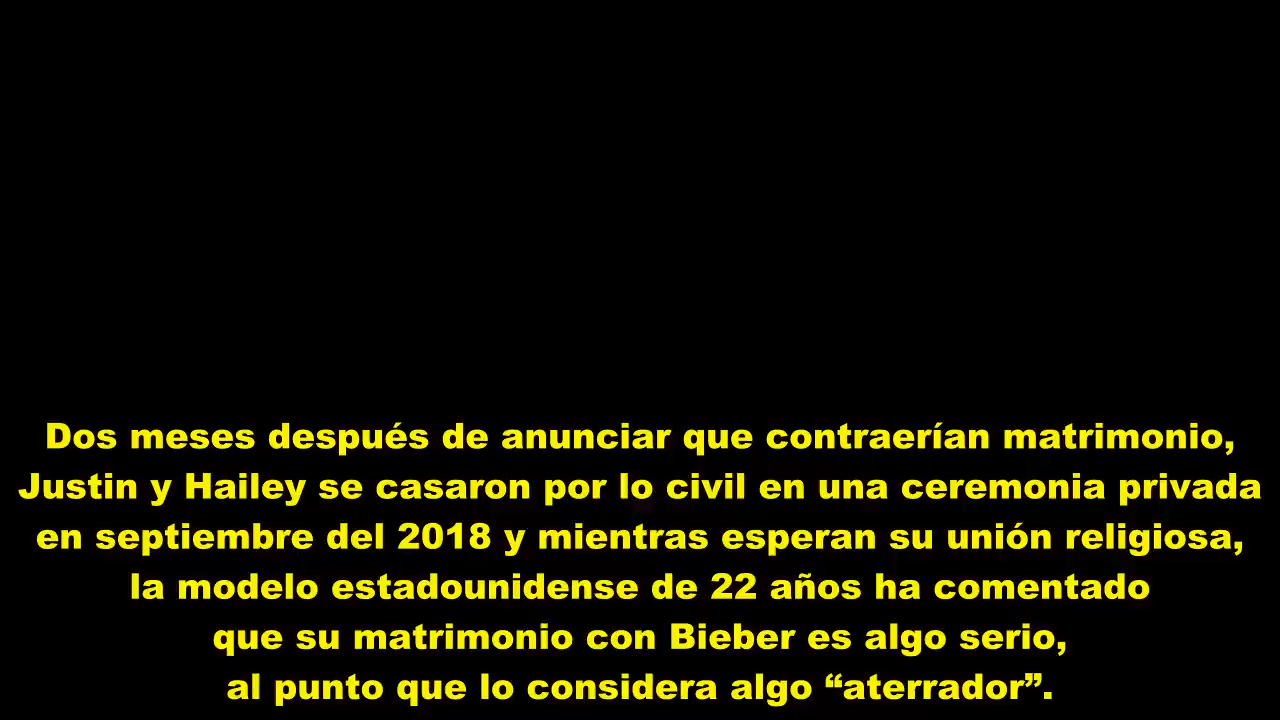 Dos meses después de anunciar que contraerían matrimonio,
Justin y Hailey se casaron por lo civil en una ceremonia privada
en septiembre del 2018 y mientras esperan su unión religiosa,
la modelo estadounidense de 22 años ha comentado
que su matrimonio con Bieber es algo serio,
al punto que lo considera algo “aterrador”.